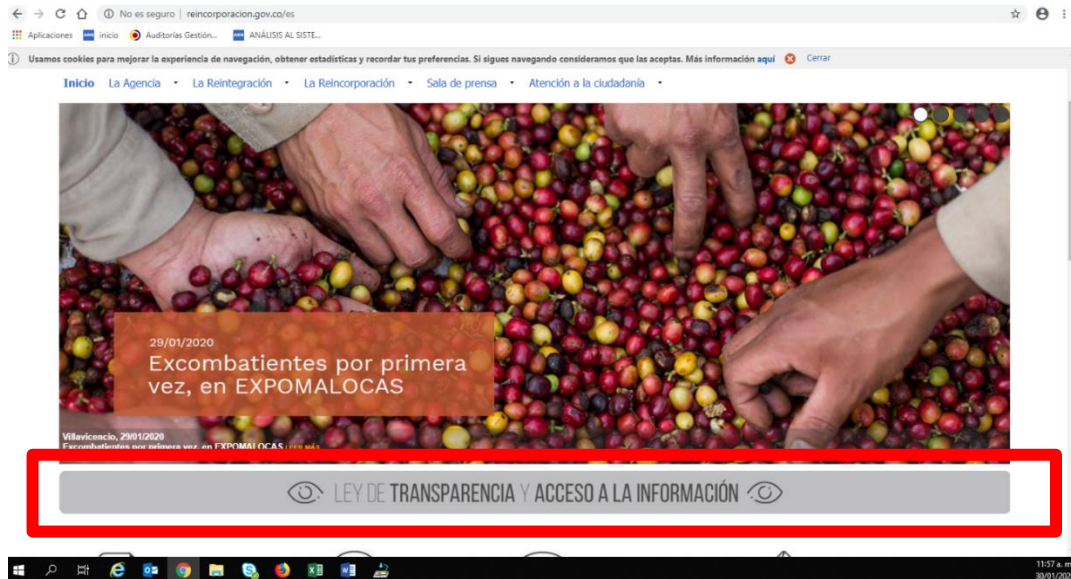 No es seguro | reincorporacion.gov.co/es
Aplicaciones inicio Auditorías Gestión... ANÁLISIS AL SISTE...
Usamos cookies para mejorar la experiencia de navegación, obtener estadísticas y recordar tus preferencias. Si sigues navegando consideramos que las aceptas. Más información aquí Cerrar
Inicio La Agencia La Reintegración La Reincorporación Sala de prensa Atención a la ciudadanía
29/01/2020
Excombatientes por primera
vez, en EXPOMALOCAS
Villavicencio, 29/01/2020
Excombatientes por primera vez, en EXPOMALOCAS LEER MÁS
LEY DE TRANSPARENCIA Y ACCESO A LA INFORMACIÓN
11:57 a. m
30/01/202